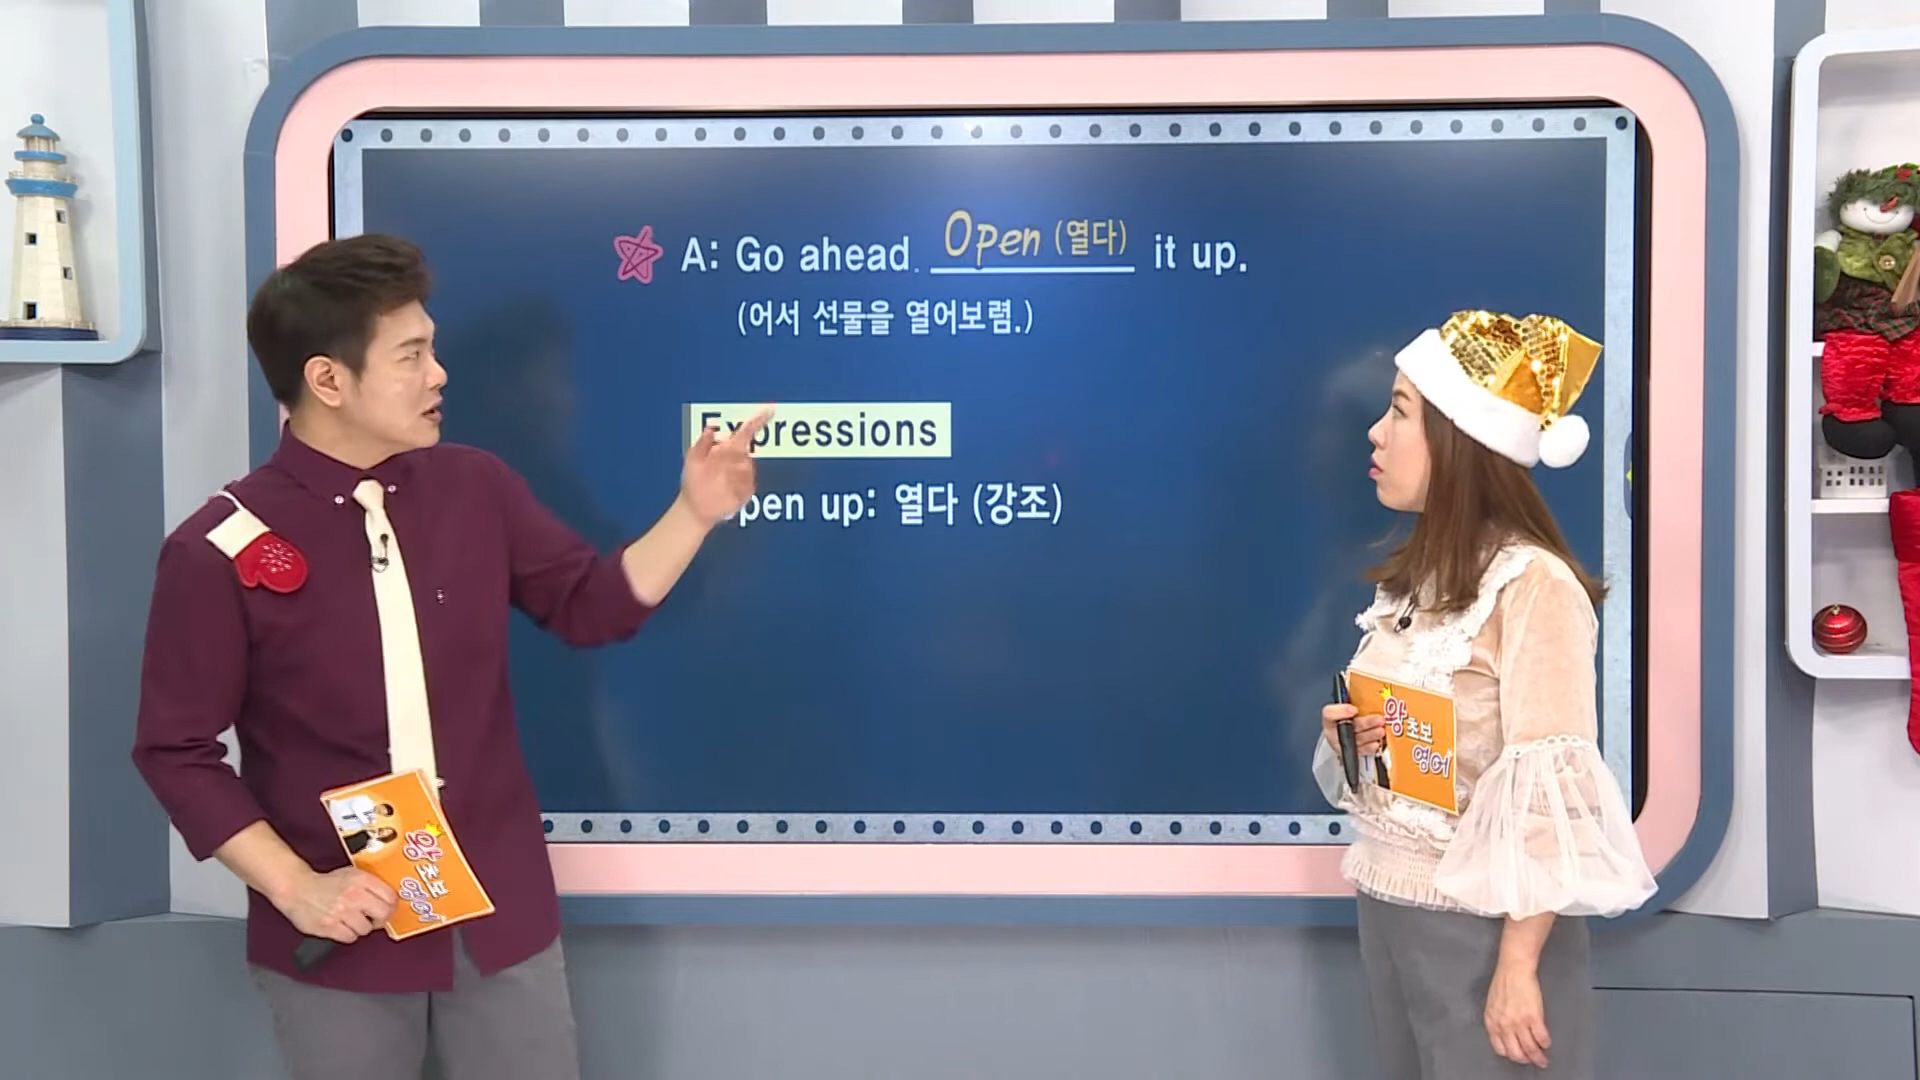 A: Go ahead. Open (열다) it up.
(어서 선물을 열어보렴.)
Expressions
open up: 열다 (강조)
왕초보
영어
왕초보
영어